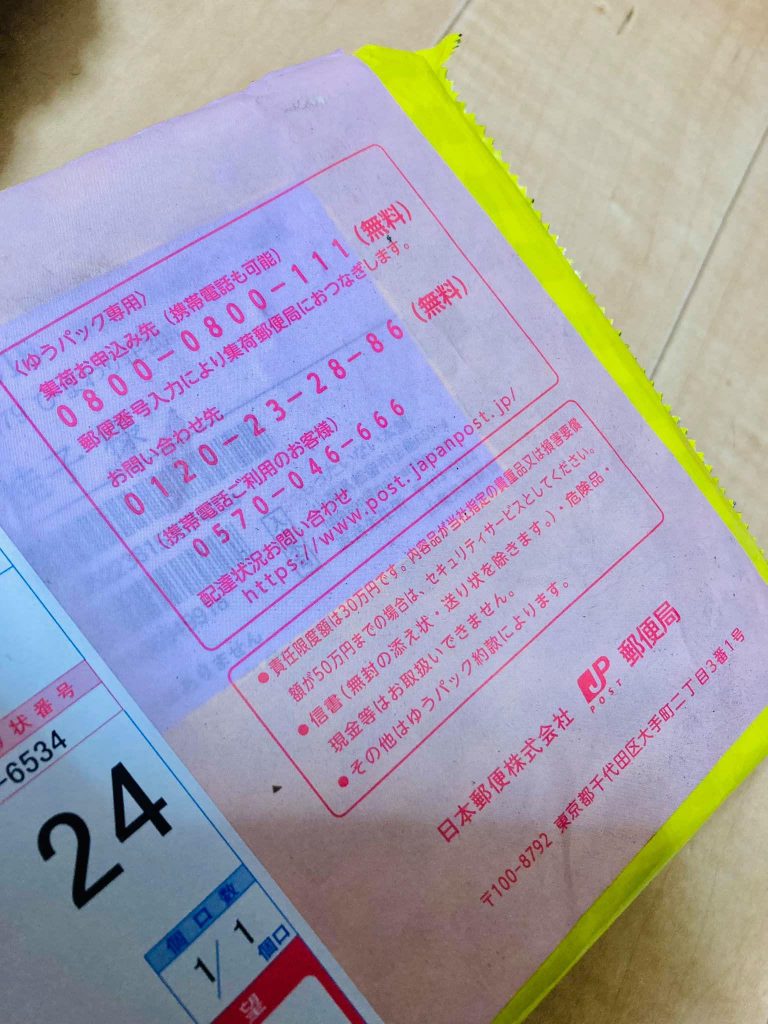 〈ゆうパック専用〉
集荷お申込み先（携帯電話も可能）
0800-0800-111（無料）
郵便番号入力により集荷郵便局におつなぎします。
お問い合わせ先
0120-23-28-86（無料）
（携帯電話ご利用のお客様）
0570-046-666
配達状況お問い合わせ
https://www.post.japanpost.jp/
●責任限度額は30万円です。内容品が当社指定の貴重品又は損害要償
額が50万円までの場合は、セキュリティサービスとしてください。
●信書（無封の添え状・送り状を除きます。）・危険品・
現金等はお取扱いできません。
●その他はゆうパック約款によります。
日本郵便株式会社 JP POST 郵便局
〒100-8792 東京都千代田区大手町二丁目3番1号
状番号
-6534
24
個口数
1/1個口
望
ありません